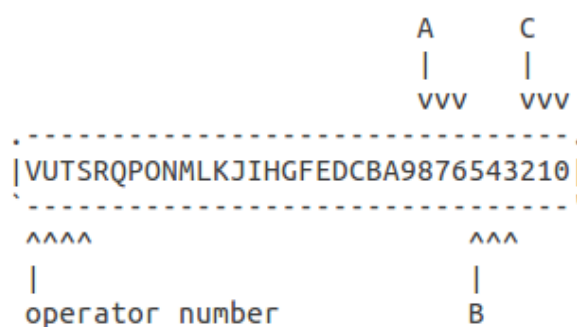 A     C
                        |     |
                        vvv   vvv
.--------------------------------.
|VUTSRQPONMLKJIHGFEDCBA9876543210|
`--------------------------------'
 ^^^^                      ^^^
 |                         |
 operator number           B